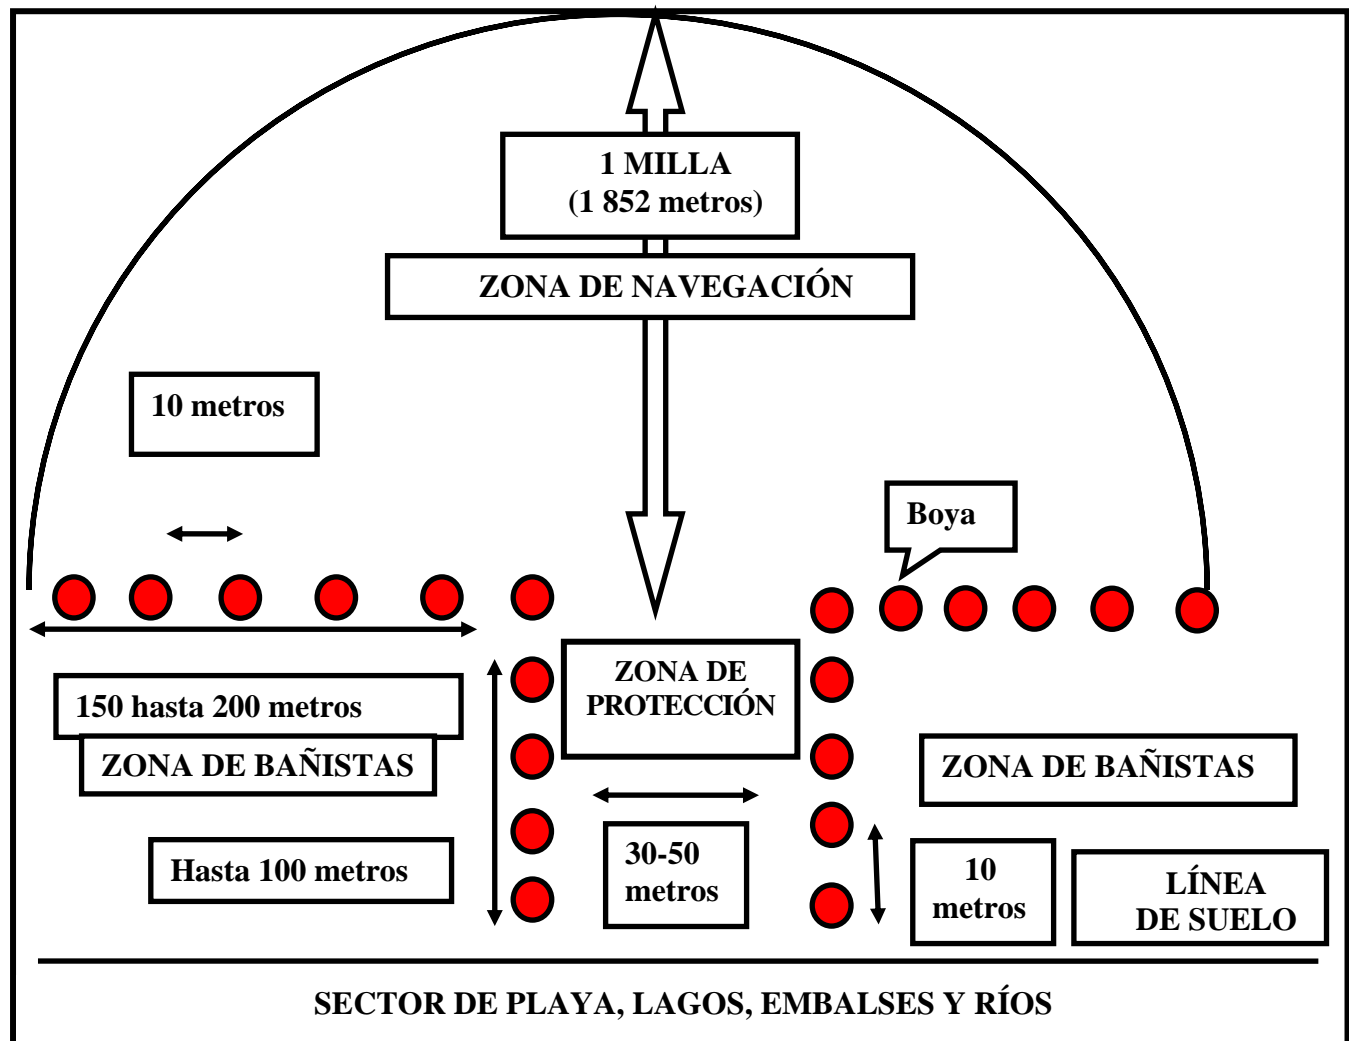 1 MILLA
(1 852 metros)
ZONA DE NAVEGACIÓN
10 metros
Boya
ZONA DE
PROTECCIÓN
150 hasta 200 metros
ZONA DE BAÑISTAS
ZONA DE BAÑISTAS
Hasta 100 metros
30-50
metros
10
metros
LÍNEA
DE SUELO
SECTOR DE PLAYA, LAGOS, EMBALSES Y RÍOS